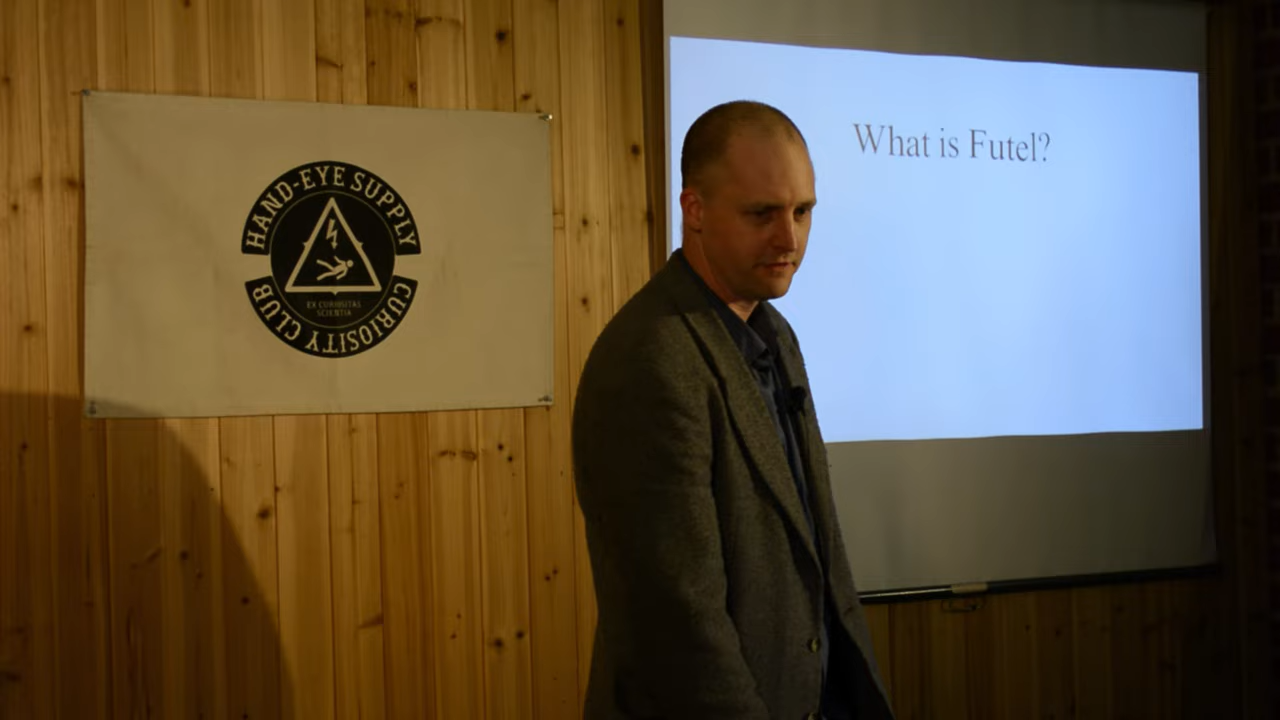 HAND-EYE SUPPLY
EX CURIOSITAS
SCIENTIA
CURIOSITY CLUB
What is Futel?